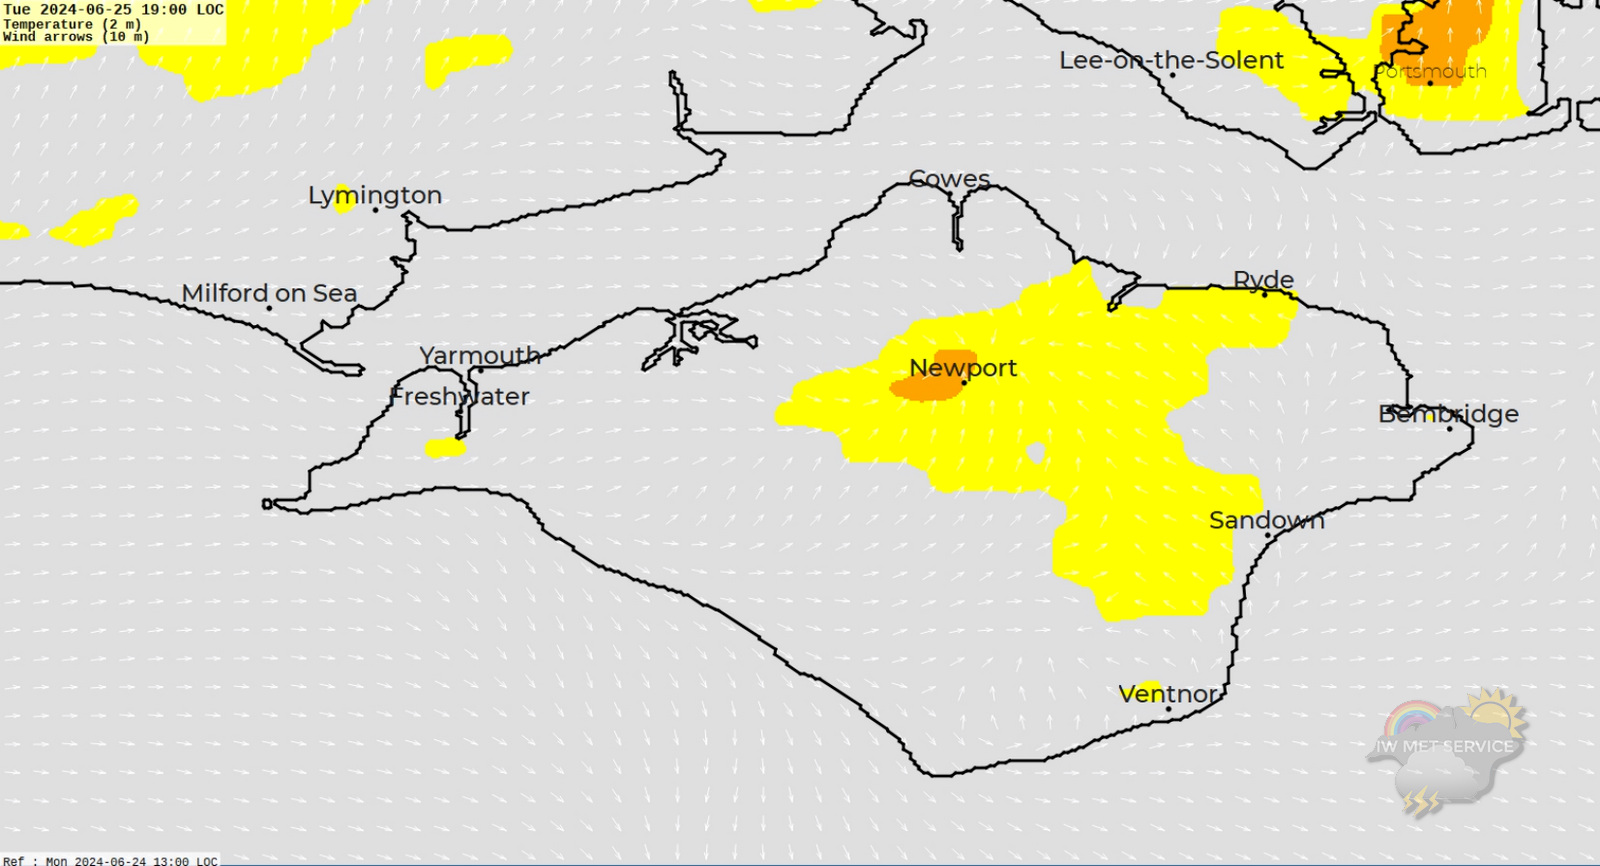 Tue 2024-06-25 19:00 LOC
Temperature (2 m)
Wind arrows (10 m)
Lee-on-the-Solent
Portsmouth
Lymington
Cowes
Milford on Sea
Ryde
Yarmouth
Newport
Freshwater
Bembridge
Sandown
Ventnor
IW MET SERVICE
Ref : Mon 2024-06-24 13:00 LOC